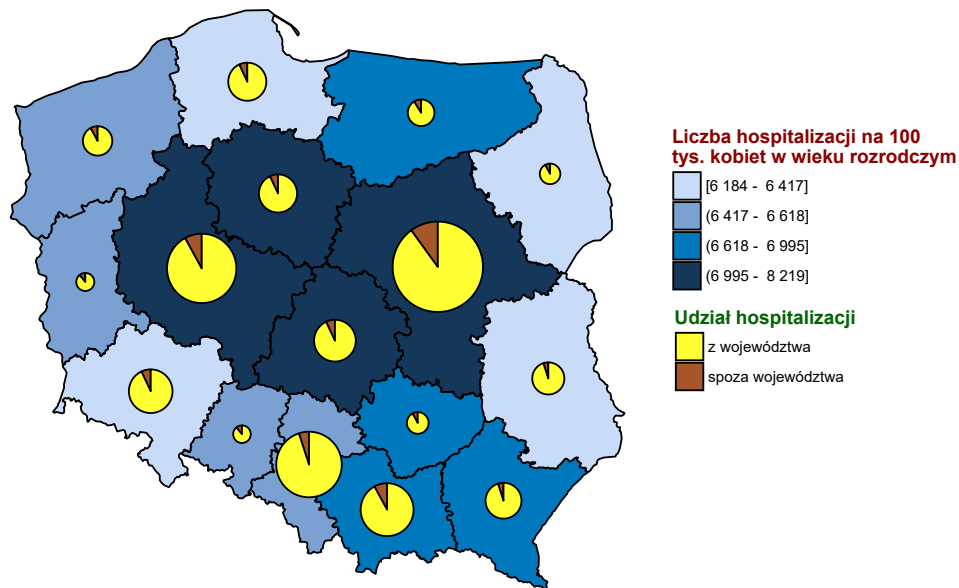 Liczba hospitalizacji na 100
tys. kobiet w wieku rozrodczym
[6 184 - 6 417]
(6 417 - 6 618]
(6 618 - 6 995]
(6 995 - 8 219]
Udział hospitalizacji
z województwa
spoza województwa